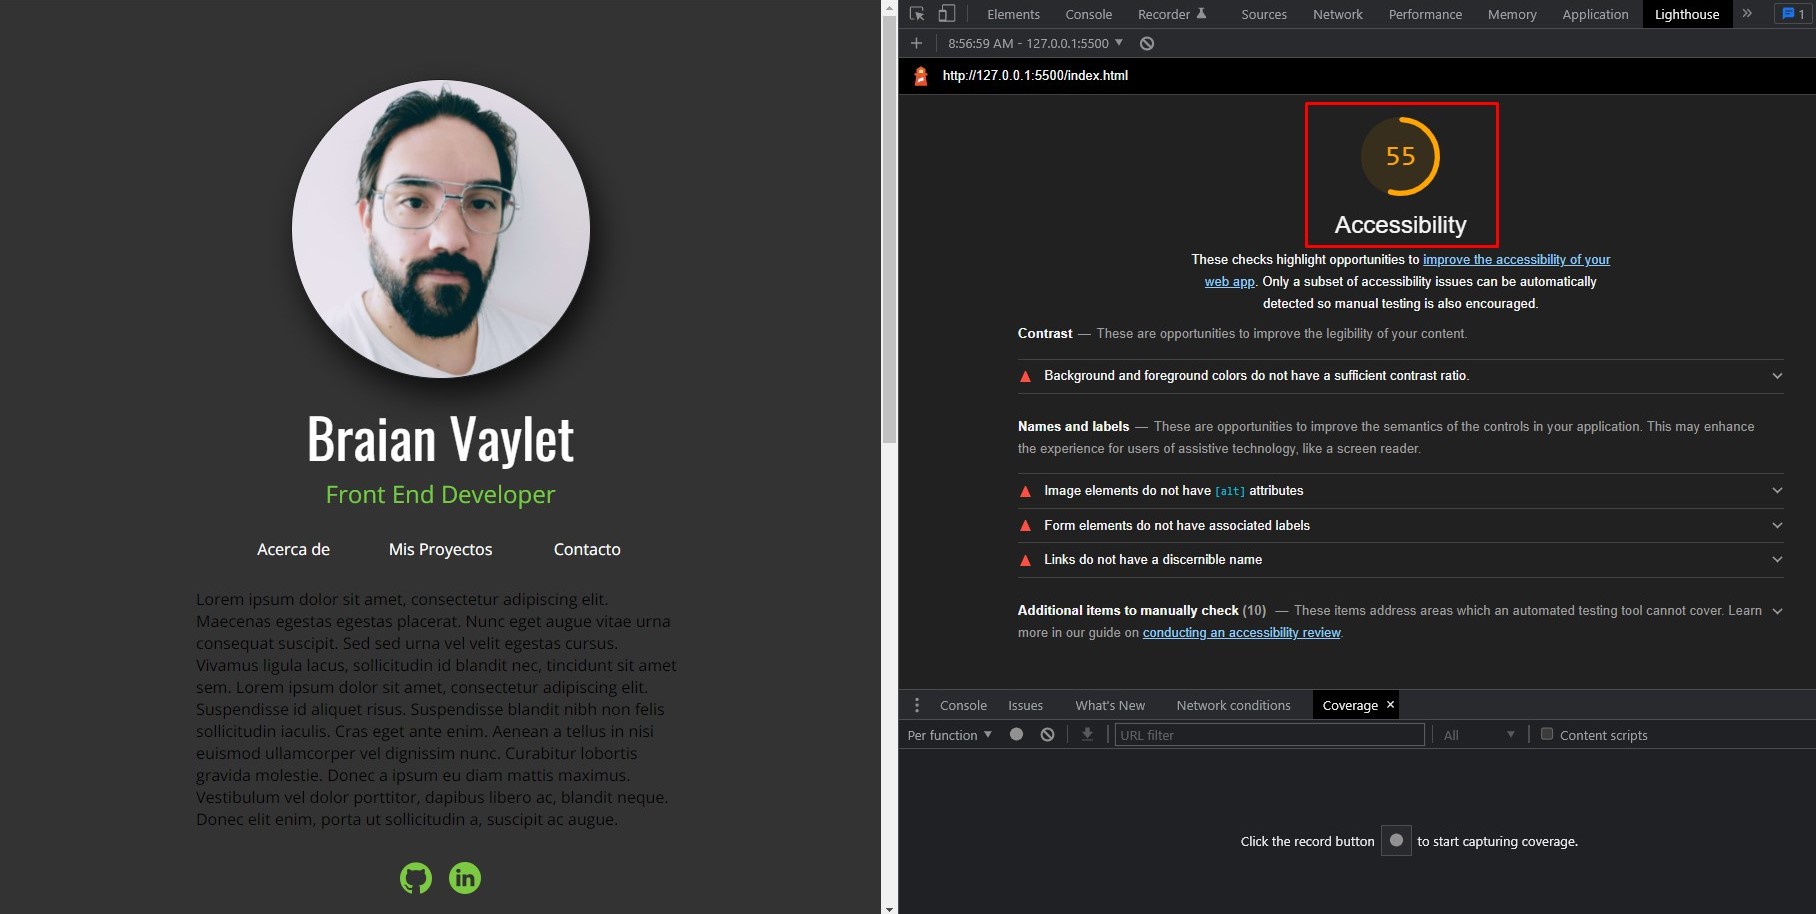 Braian Vaylet
Front End Developer
Acerca de Mis Proyectos Contacto
Lorem ipsum dolor sit amet, consectetur adipiscing elit.
Maecenas egestas egestas placerat. Nunc eget augue vitae urna
consequat suscipit. Sed sed urna vel velit egestas cursus.
Vivamus ligula lacus, sollicitudin id blandit nec, tincidunt sit amet
sem. Lorem ipsum dolor sit amet, consectetur adipiscing elit.
Suspendisse id aliquet risus. Suspendisse blandit nibh non felis
sollicitudin iaculis. Cras eget ante enim. Aenean a tellus in nisi
euismod ullamcorper vel dignissim nunc. Curabitur lobortis
gravida molestie. Donec a ipsum eu diam mattis maximus.
Vestibulum vel dolor porttitor, dapibus libero ac, blandit neque.
Donec elit enim, porta ut sollicitudin a, suscipit ac augue.
in
Elements Console Recorder Sources Network Performance Memory Application Lighthouse » 1
+ 8:56:59 AM - 127.0.0.1:5500
http://127.0.0.1:5500/index.html
55
Accessibility
These checks highlight opportunities to improve the accessibility of your
web app. Only a subset of accessibility issues can be automatically
detected so manual testing is also encouraged.
Contrast — These are opportunities to improve the legibility of your content.
Background and foreground colors do not have a sufficient contrast ratio.
Names and labels — These are opportunities to improve the semantics of the controls in your application. This may enhance
the experience for users of assistive technology, like a screen reader.
Image elements do not have [alt] attributes
Form elements do not have associated labels
Links do not have a discernible name
Additional items to manually check (10) — These items address areas which an automated testing tool cannot cover. Learn
more in our guide on conducting an accessibility review.
Console Issues What's New Network conditions Coverage ×
Per function URL filter All Content scripts
Click the record button to start capturing coverage.